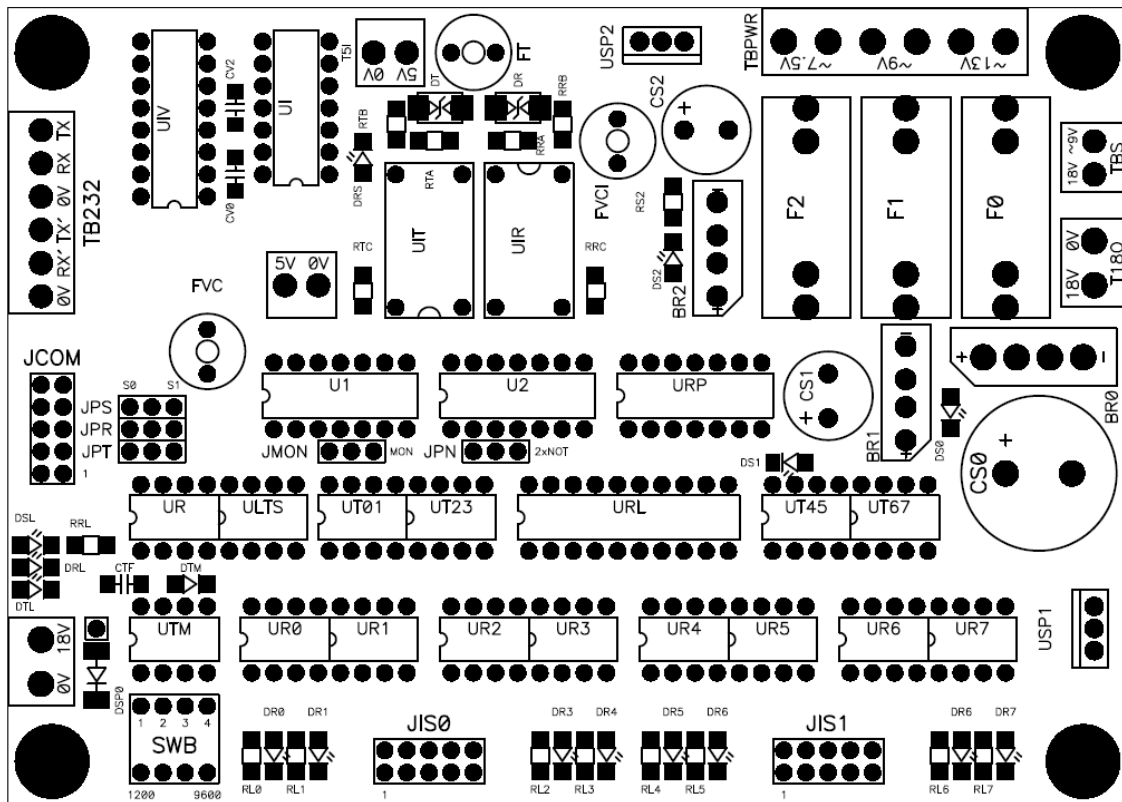 T5I
0V 5V
FT
USP2
TBPWR
~7.5V ~9V ~13V
CV2
DT DR
RRB
CS2
+
UIV
UI
RTB
TX
RX
0V
TX'
RX'
0V
TB232
RTA
RRA
~9V
18V
TBS
DRS
CV0
FVCI
RS2
F2
F1
F0
UIT
UIR
0V
18V
T18O
5V 0V
RTC
RRC
DS2
BR2
+
-
FVC
JCOM
S0 S1
JPS
JPR
JPT
1
U1
U2
URP
CS1
+
BR1
+
-
DS0
+
-
BR0
JMON
MON
JPN
2xNOT
DS1
CS0
+
UR
ULTS
UT01
UT23
URL
UT45
UT67
DSL
RRL
DRL
CTF
DTM
DTL
UTM
UR0
UR1
UR2
UR3
UR4
UR5
UR6
UR7
USP1
18V
0V
DSP0
1 2 3 4
SWB
1200 9600
DR0 DR1
RL0 RL1
JIS0
1
DR3 DR4
RL2 RL3
DR5 DR6
RL4 RL5
JIS1
1
DR6 DR7
RL6 RL7